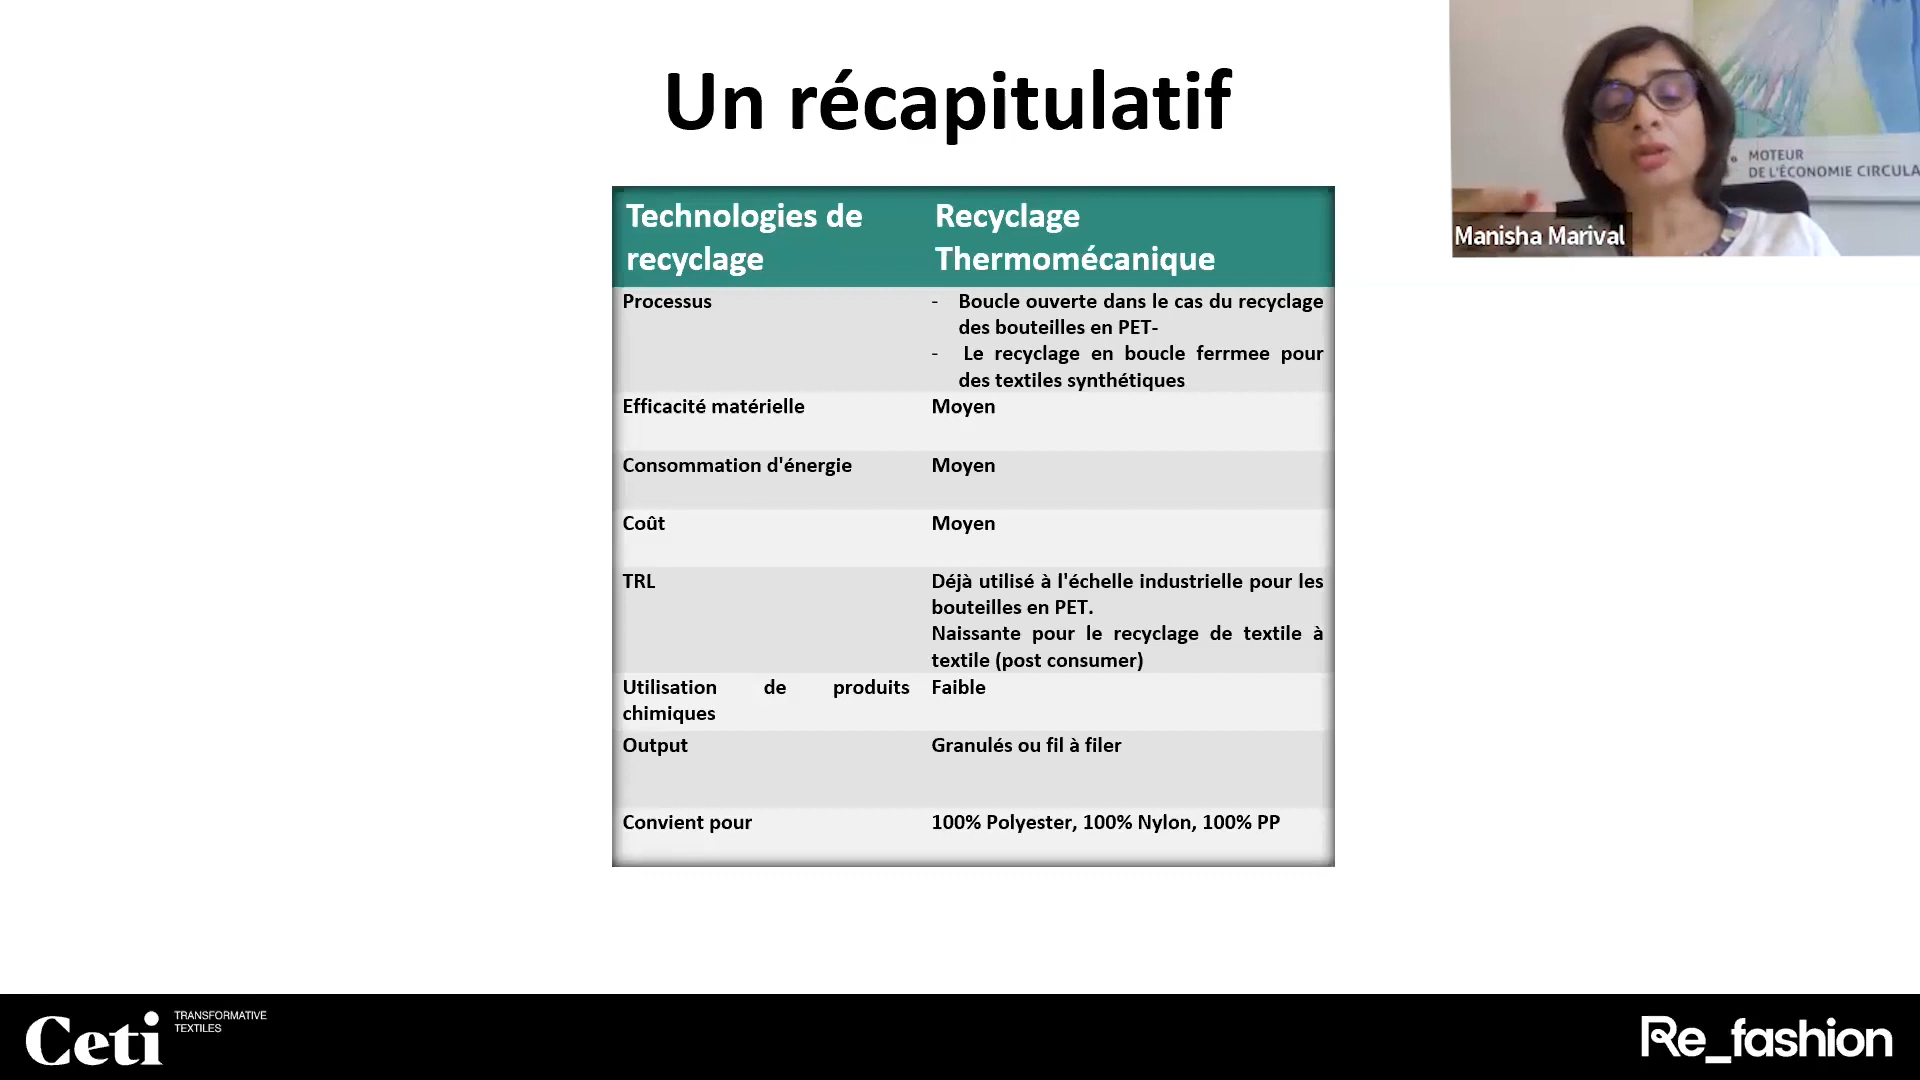 Un récapitulatif
MOTEUR
DE L'ÉCONOMIE CIRCULA
Manisha Marival
Technologies de
recyclage
Recyclage
Thermomécanique
Processus
- Boucle ouverte dans le cas du recyclage
des bouteilles en PET-
- Le recyclage en boucle ferrmee pour
des textiles synthétiques
Efficacité matérielle
Moyen
Consommation d'énergie
Moyen
Coût
Moyen
TRL
Déjà utilisé à l'échelle industrielle pour les
bouteilles en PET.
Naissante pour le recyclage de textile à
textile (post consumer)
Utilisation de produits
chimiques
Faible
Output
Granulés ou fil à filer
Convient pour
100% Polyester, 100% Nylon, 100% PP
Ceti
TRANSFORMATIVE
TEXTILES
Re_fashion